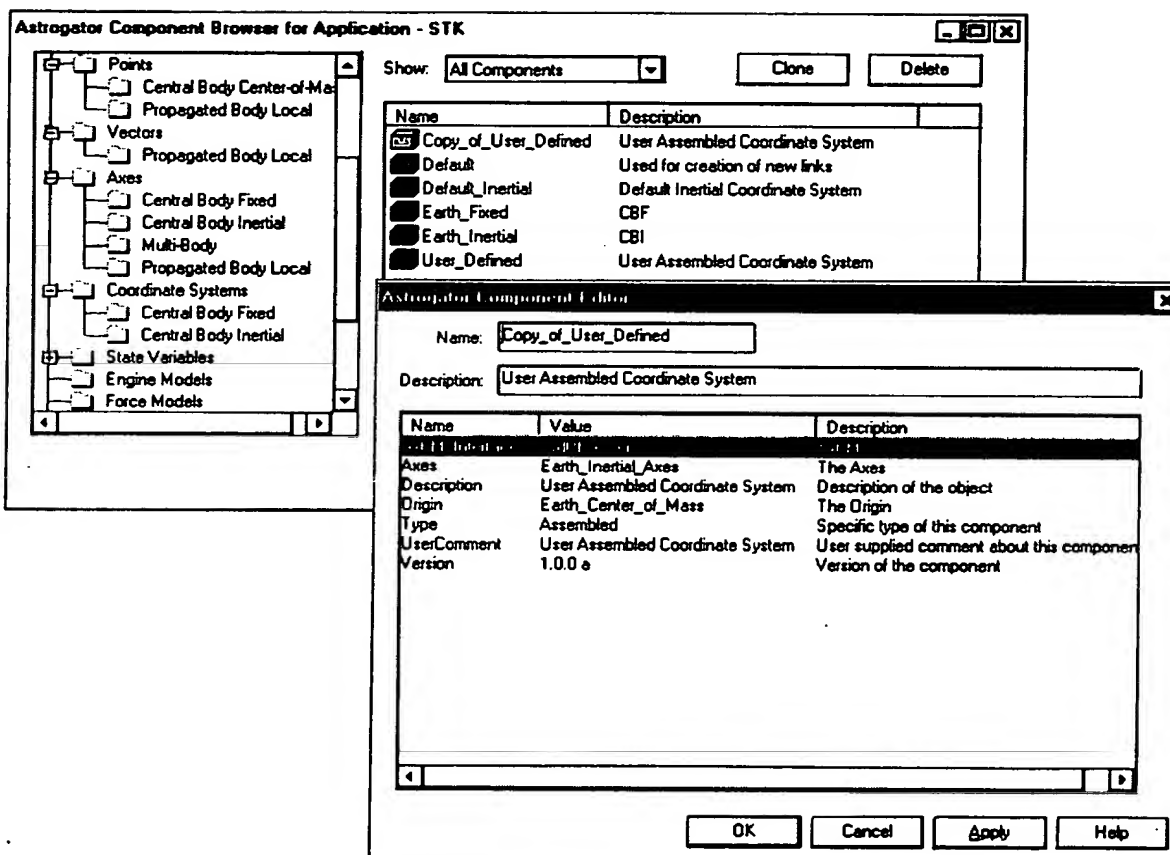 Astrogator Component Browser for Application - STK
Points
Central Body Center-of-Ma
Propagated Body Local
Vectors
Propagated Body Local
Axes
Central Body Fixed
Central Body Inertial
Multi-Body
Propagated Body Local
Coordinate Systems
Central Body Fixed
Central Body Inertial
State Variables
Engine Models
Force Models
Show: All Components Clone Delete
Name Description
Copy_of_User_Defined User Assembled Coordinate System
Default Used for creation of new links
Default_Inertial Default Inertial Coordinate System
Earth_Fixed CBF
Earth_Inertial CBI
User_Defined User Assembled Coordinate System
Astrogator Component Editor
Name: Copy_of_User_Defined
Description: User Assembled Coordinate System
Name Value Description
Axes Earth_Inertial_Axes The Axes
Description User Assembled Coordinate System Description of the object
Origin Earth_Center_of_Mass The Origin
Type Assembled Specific type of this component
UserComment User Assembled Coordinate System User supplied comment about this componen
Version 1.0.0 a Version of the component
OK Cancel Apply Help